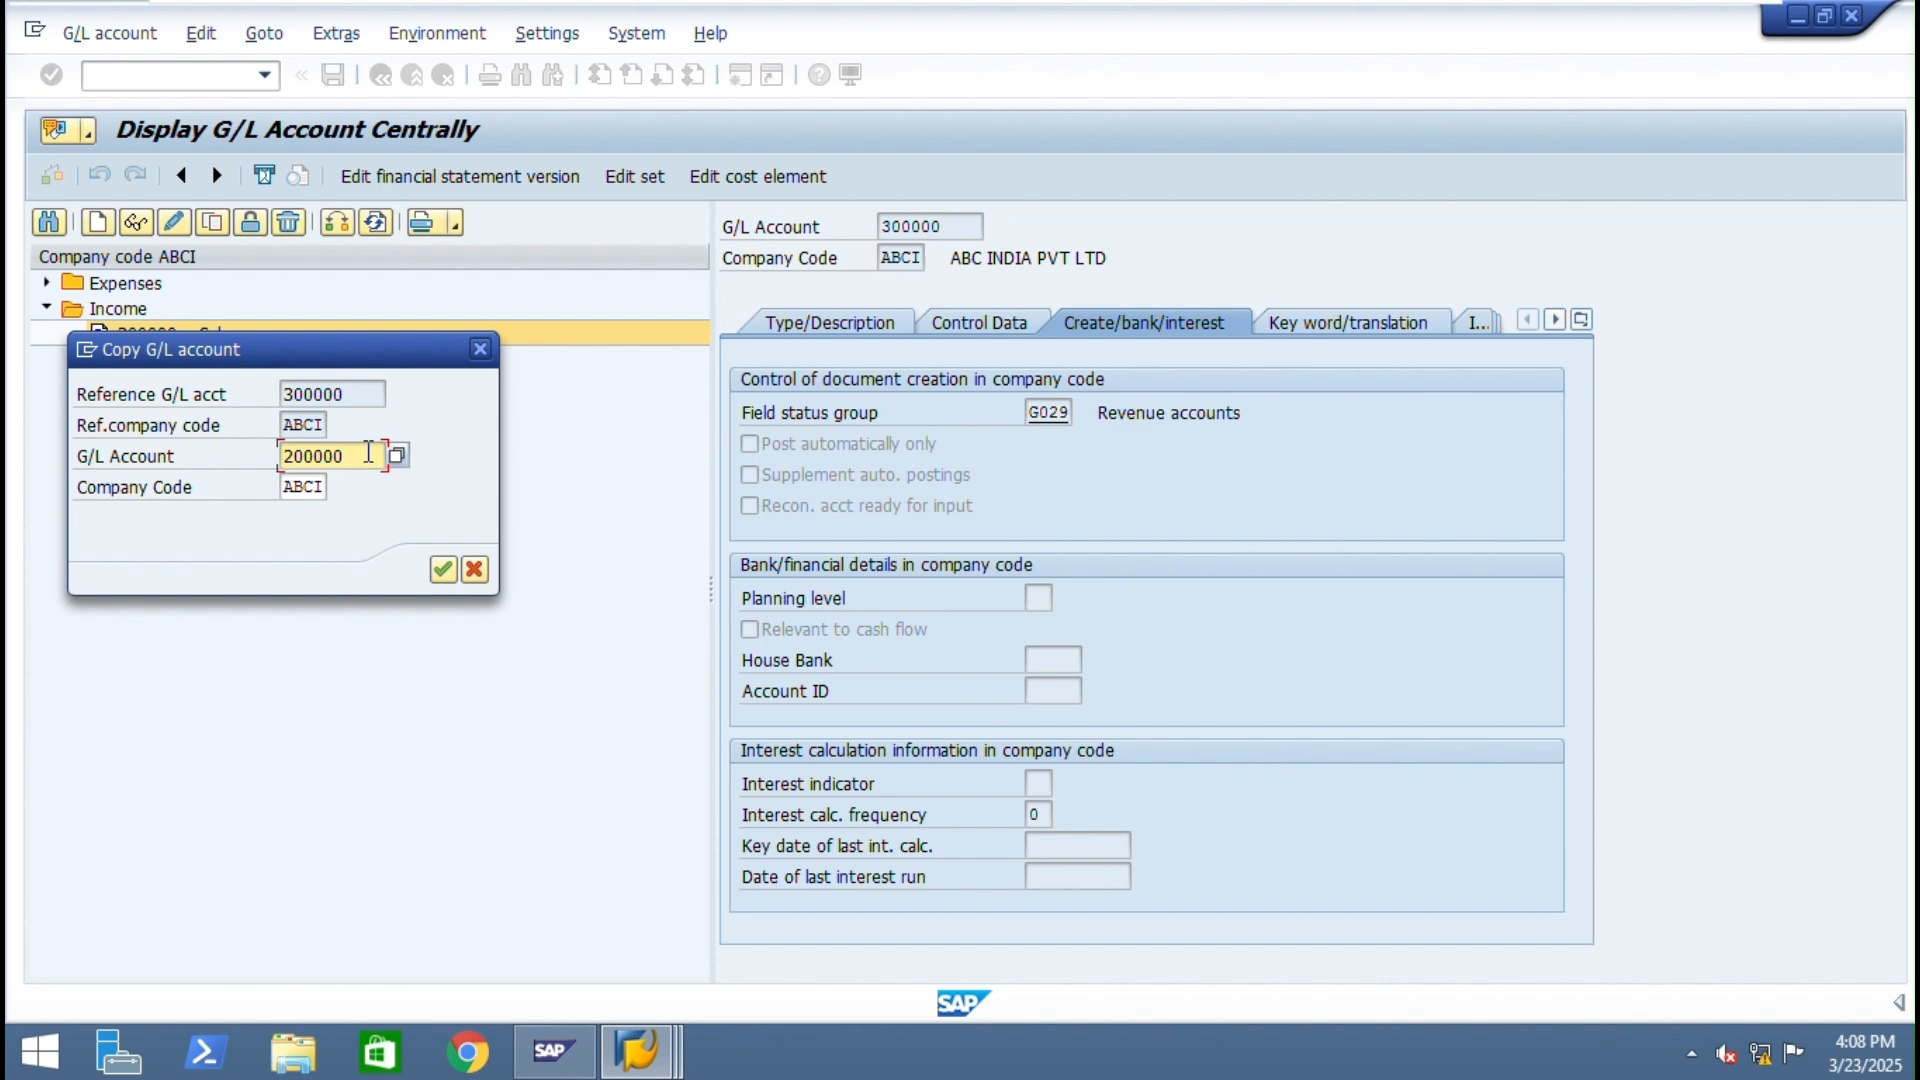 G/L account Edit Goto Extras Environment Settings System Help
Display G/L Account Centrally
Edit financial statement version Edit set Edit cost element
Company code ABCI
Expenses
Income
Copy G/L account
Reference G/L acct 300000
Ref.company code ABCI
G/L Account 200000
Company Code ABCI
G/L Account 300000
Company Code ABCI ABC INDIA PVT LTD
Type/Description Control Data Create/bank/interest Key word/translation I...
Control of document creation in company code
Field status group G029 Revenue accounts
Post automatically only
Supplement auto. postings
Recon. acct ready for input
Bank/financial details in company code
Planning level
Relevant to cash flow
House Bank
Account ID
Interest calculation information in company code
Interest indicator
Interest calc. frequency 0
Key date of last int. calc.
Date of last interest run
SAP
SAP
4:08 PM
3/23/2025